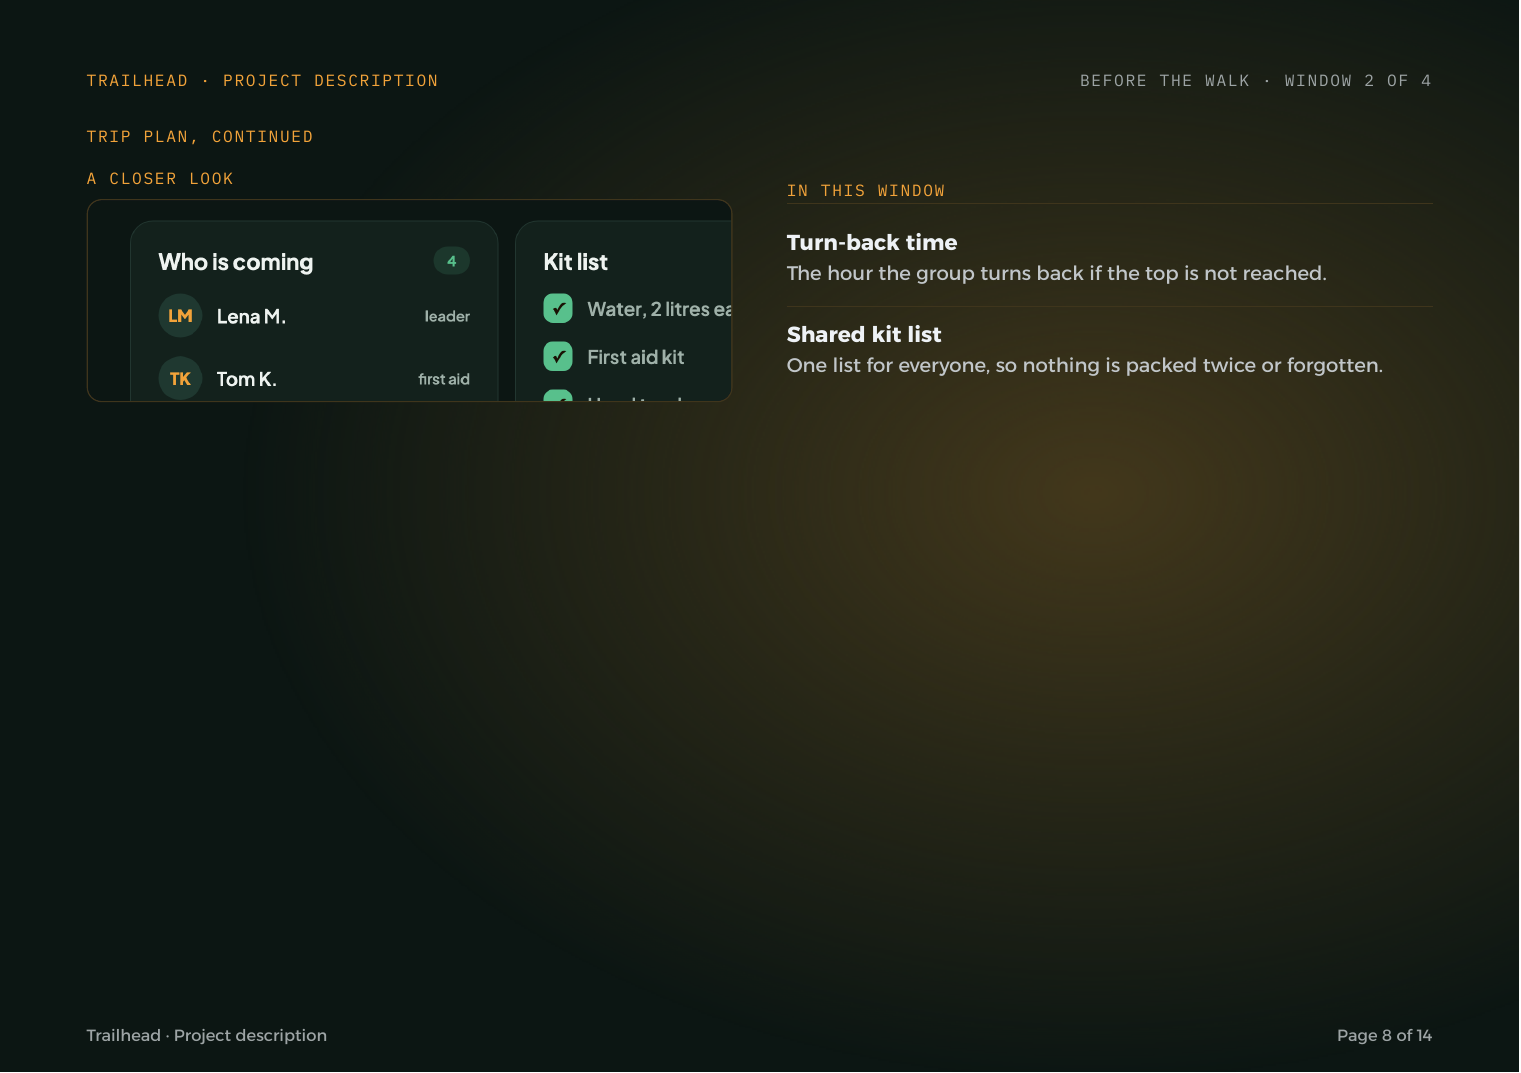 TRAILHEAD · PROJECT DESCRIPTION
BEFORE THE WALK · WINDOW 2 OF 4
TRIP PLAN, CONTINUED
A CLOSER LOOK
Who is coming
4
LM Lena M. leader
TK Tom K. first aid
Kit list
✓ Water, 2 litres
✓ First aid kit
IN THIS WINDOW
Turn-back time
The hour the group turns back if the top is not reached.
Shared kit list
One list for everyone, so nothing is packed twice or forgotten.
Trailhead · Project description
Page 8 of 14